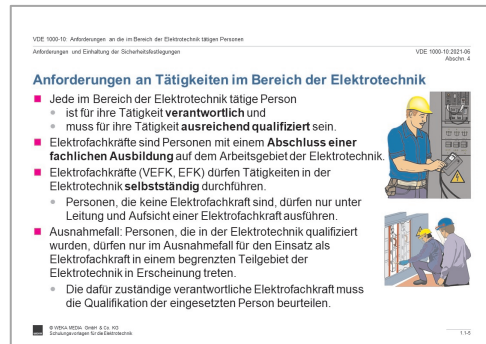 VDE 1000-10: Anforderungen an die im Bereich der Elektrotechnik tätigen Personen
Anforderungen und Einhaltung der Sicherheitsfestlegungen
VDE 1000-10:2021-06
Abschn. 4
Anforderungen an Tätigkeiten im Bereich der Elektrotechnik
Jede im Bereich der Elektrotechnik tätige Person
ist für ihre Tätigkeit verantwortlich und
muss für ihre Tätigkeit ausreichend qualifiziert sein.
Elektrofachkräfte sind Personen mit einem Abschluss einer
fachlichen Ausbildung auf dem Arbeitsgebiet der Elektrotechnik.
Elektrofachkräfte (VEFK, EFK) dürfen Tätigkeiten in der
Elektrotechnik selbstständig durchführen.
Personen, die keine Elektrofachkraft sind, dürfen nur unter
Leitung und Aufsicht einer Elektrofachkraft ausführen.
Ausnahmefall: Personen, die in der Elektrotechnik qualifiziert
wurden, dürfen nur im Ausnahmefall für den Einsatz als
Elektrofachkraft in einem begrenzten Teilgebiet der
Elektrotechnik in Erscheinung treten.
Die dafür zuständige verantwortliche Elektrofachkraft muss
die Qualifikation der eingesetzten Person beurteilen.
© WEKA MEDIA GmbH & Co. KG
Schulungsvorlagen für die Elektrotechnik
1.1-5